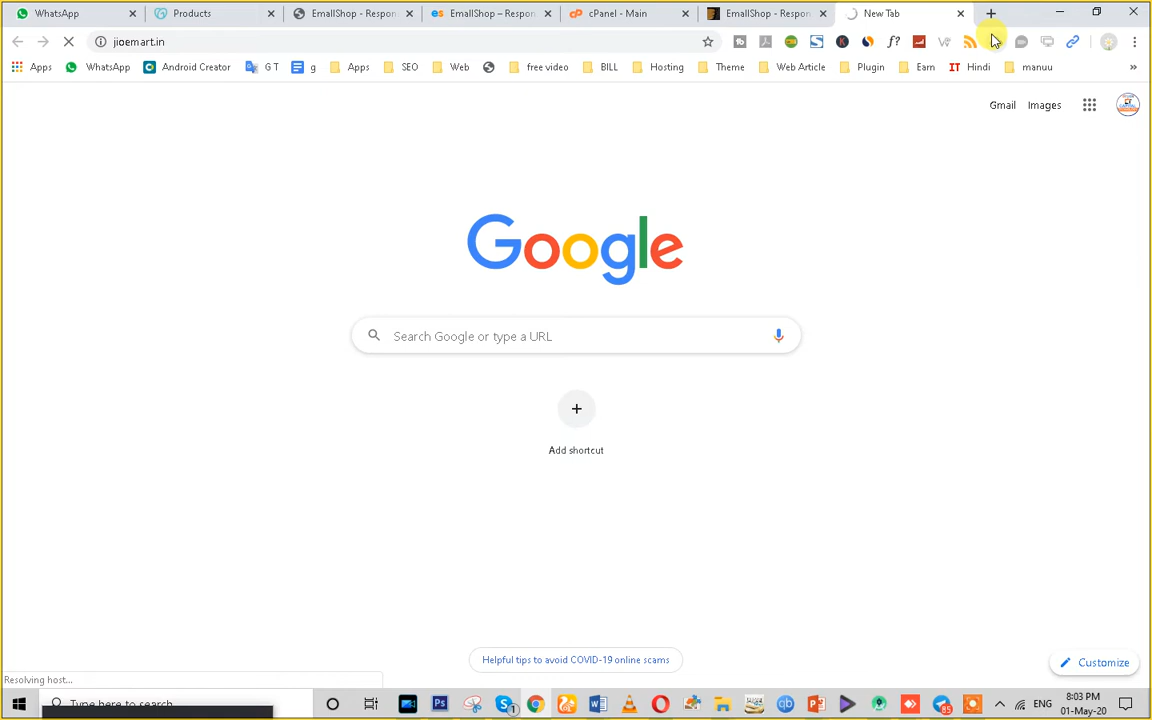 WhatsApp
Products
EmallShop - Respon
EmallShop – Respon
cPanel - Main
EmallShop - Respon
New Tab
jioemart.in
Apps
WhatsApp
Android Creator
G T
g
Apps
SEO
Web
free video
BILL
Hosting
Theme
Web Article
Plugin
Earn
IT Hindi
manuu
»
Gmail
Images
Google
Search Google or type a URL
Add shortcut
Helpful tips to avoid COVID-19 online scams
Customize
Resolving host...
Type here to search
ENG
8:03 PM
01-May-20